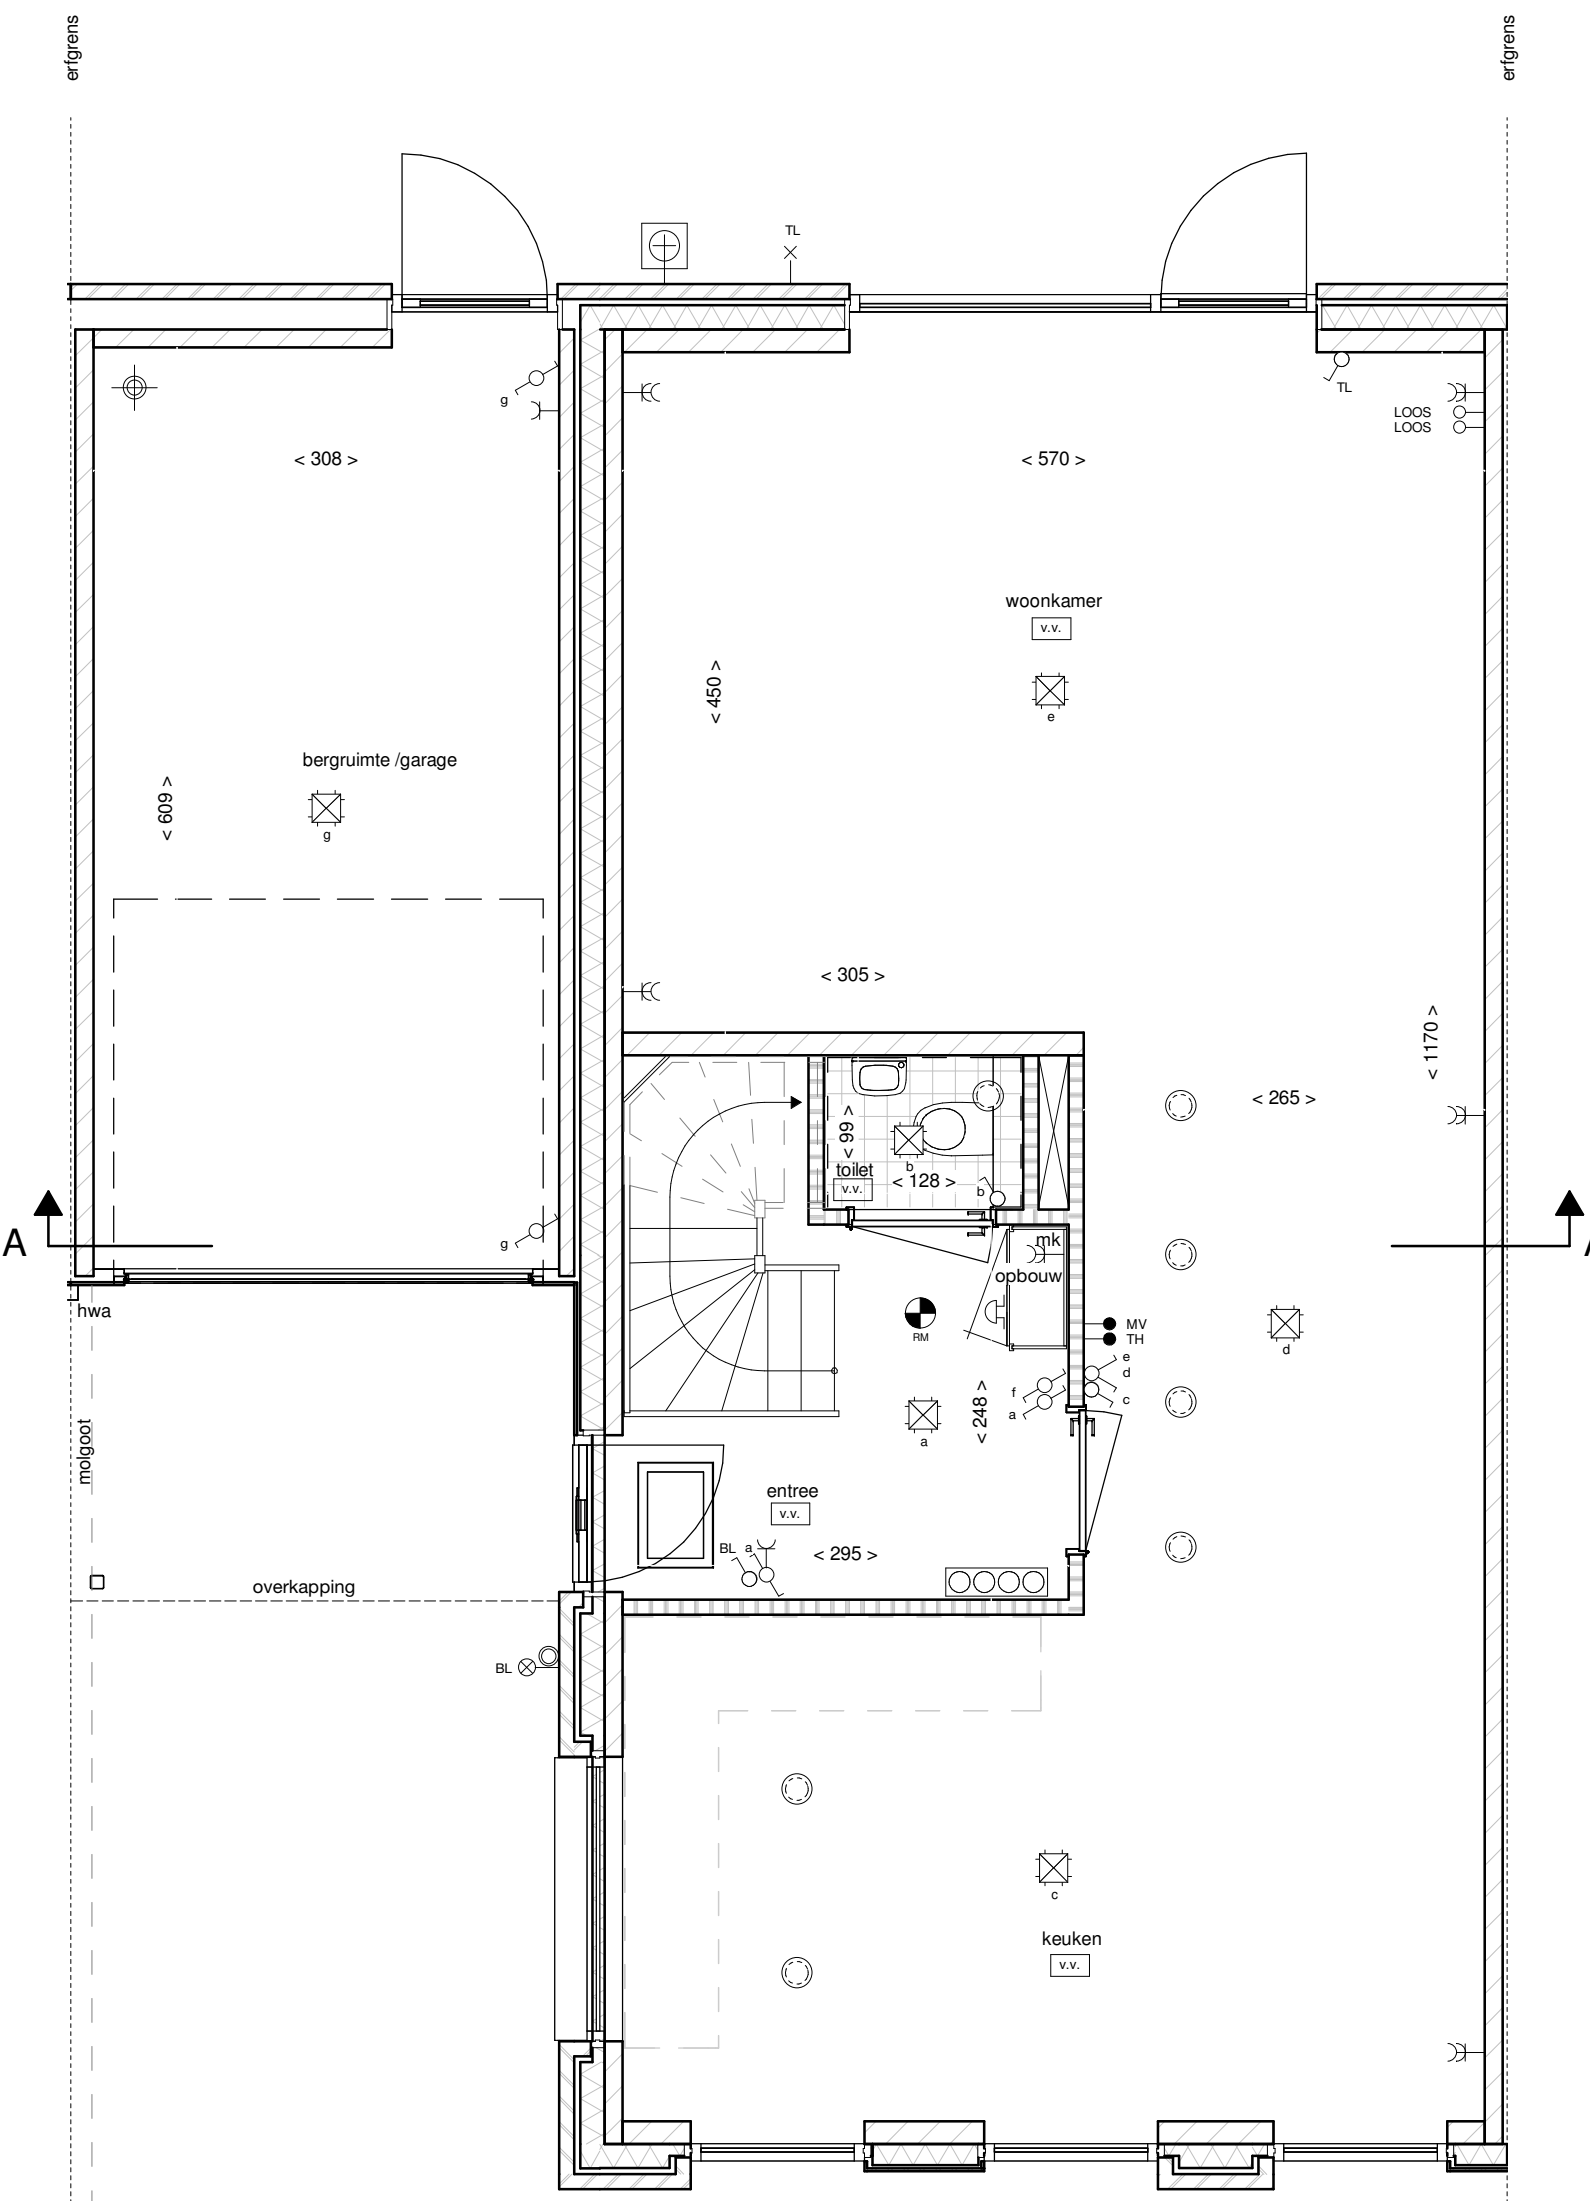 erfgrens
erfgrens
TL
g
TL
LOOS
LOOS
< 308 >
< 570 >
woonkamer
v.v.
e
< 450 >
bergruimte /garage
g
< 609 >
< 305 >
< 1170 >
< 265 >
< 99 >
b
toilet
v.v.
< 128 >
b
A
g
mk
opbouw
hwa
RM
MV
TH
d
e
d
c
f
a
< 248 >
a
molgoot
entree
v.v.
BL
a
< 295 >
overkapping
BL
c
keuken
v.v.